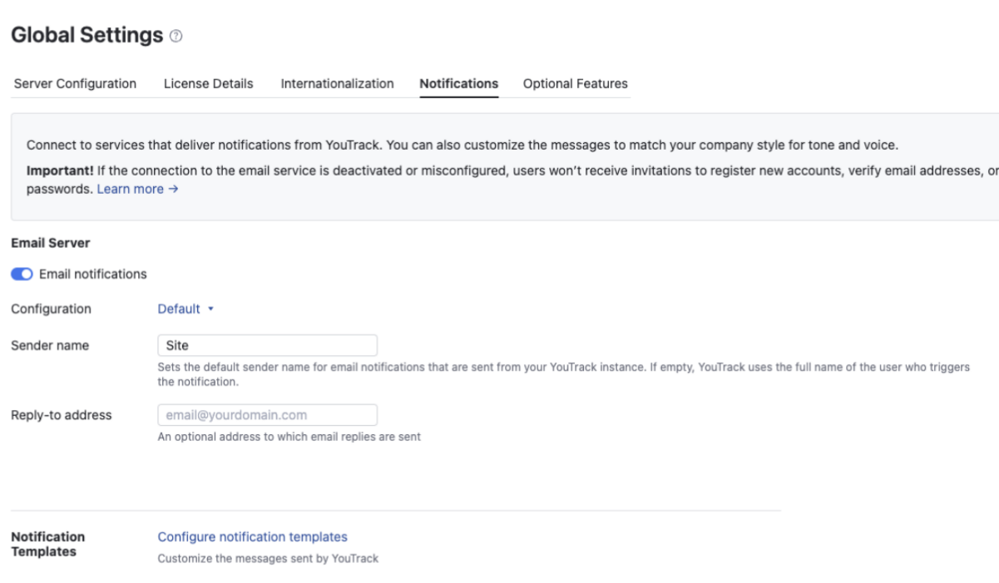 Global Settings
Server Configuration License Details Internationalization Notifications Optional Features
Connect to services that deliver notifications from YouTrack. You can also customize the messages to match your company style for tone and voice.
Important! If the connection to the email service is deactivated or misconfigured, users won’t receive invitations to register new accounts, verify email addresses, or
passwords. Learn more →
Email Server
Email notifications
Configuration Default
Sender name Site
Sets the default sender name for email notifications that are sent from your YouTrack instance. If empty, YouTrack uses the full name of the user who triggers
the notification.
Reply-to address email@yourdomain.com
An optional address to which email replies are sent
Notification Templates
Configure notification templates
Customize the messages sent by YouTrack